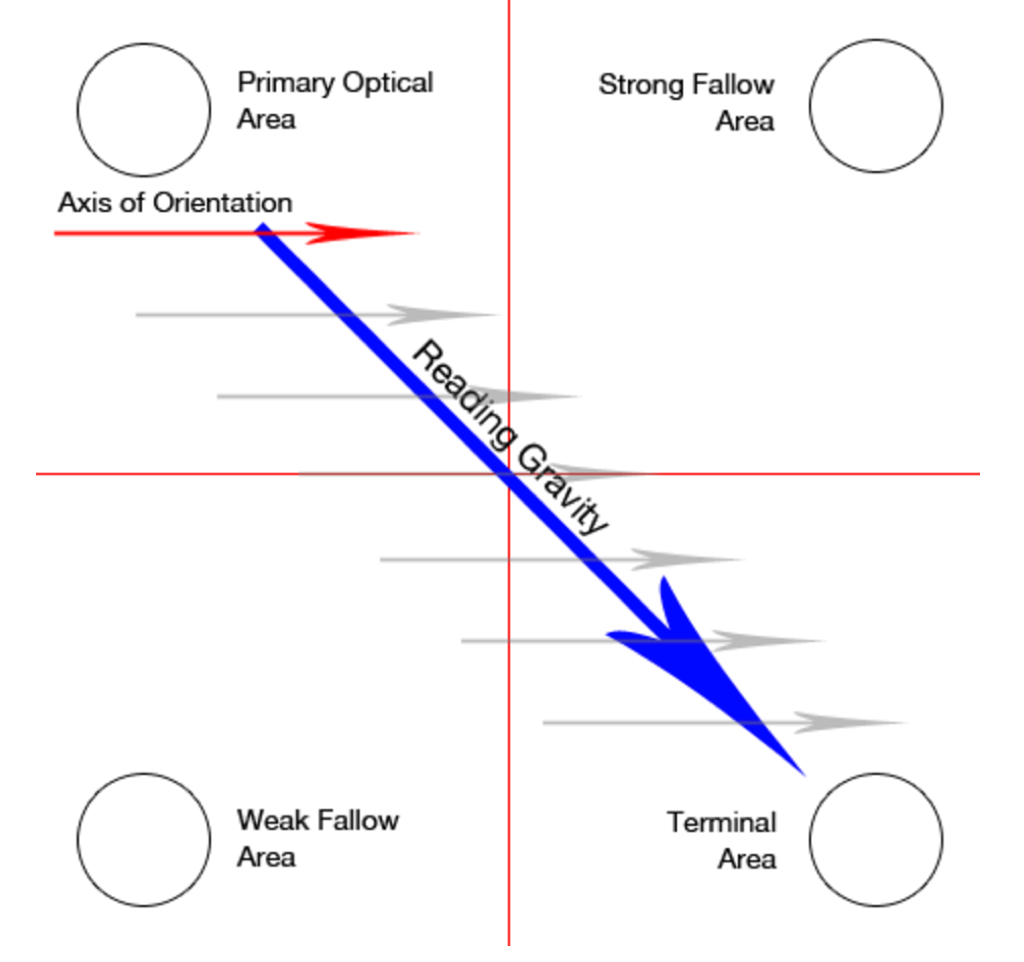 Primary Optical
Area
Strong Fallow
Area
Axis of Orientation
Reading Gravity
Weak Fallow
Area
Terminal
Area